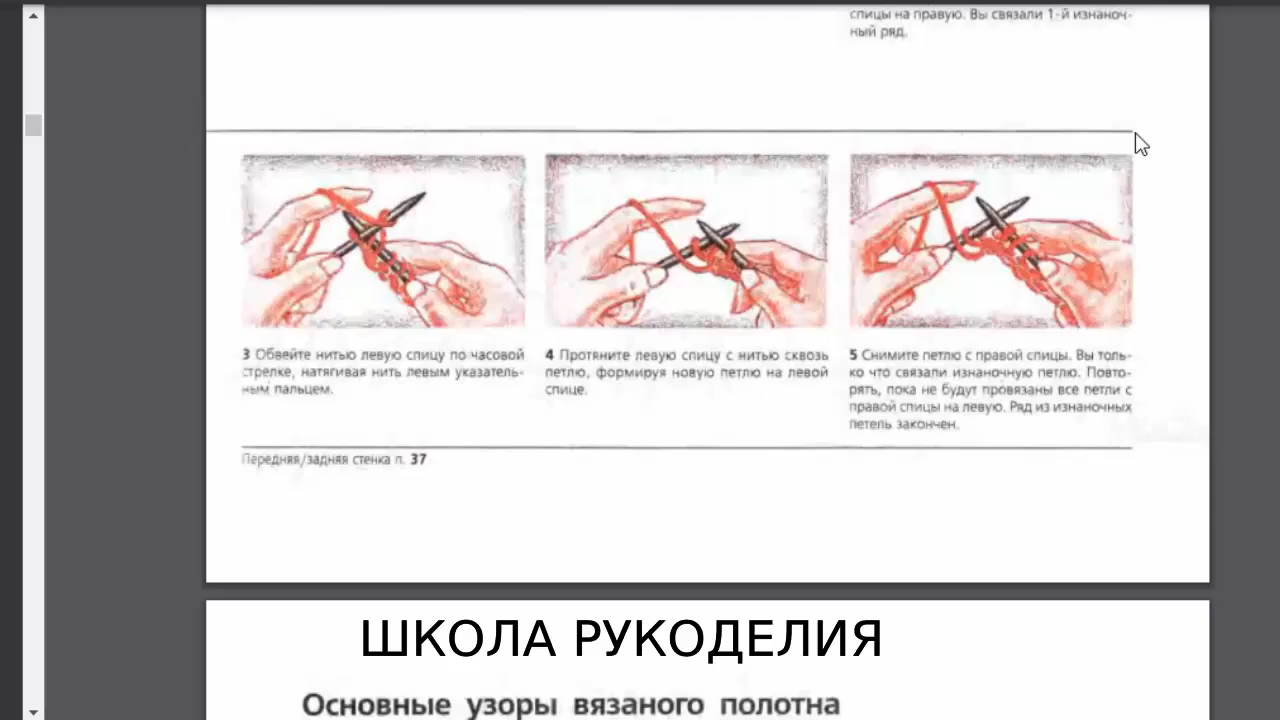 спицы на правую. Вы связали 1-й изнаноч-
ный ряд.
3 Обвейте нитью левую спицу по часовой
стрелке, натягивая нить левым указатель-
ным пальцем.
4 Протяните левую спицу с нитью сквозь
петлю, формируя новую петлю на левой
спице.
5 Снимите петлю с правой спицы. Вы толь-
ко что связали изнаночную петлю. Повто-
рять, пока не будут провязаны все петли с
правой спицы на левую. Ряд из изнаночных
петель закончен.
Передняя/задняя стенка п. 37
ШКОЛА РУКОДЕЛИЯ
Основные узоры вязаного полотна